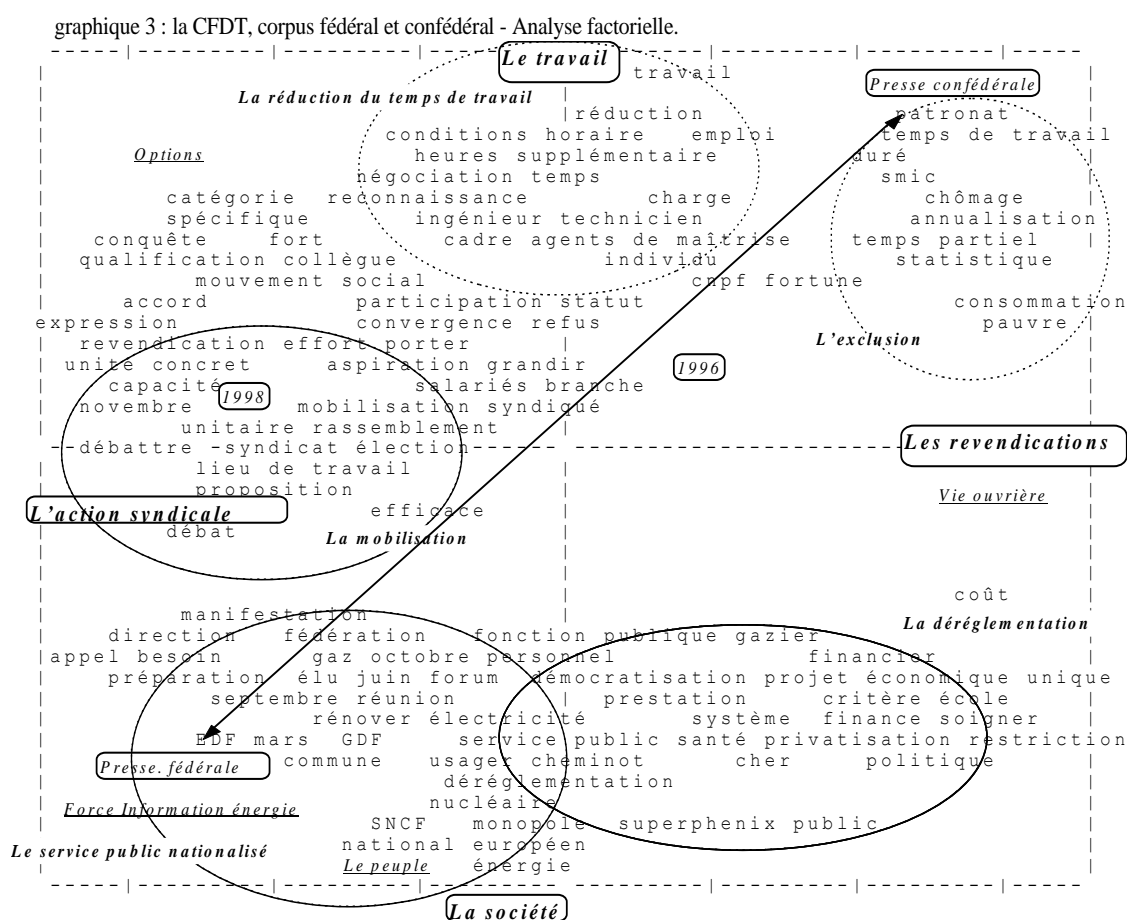 graphique 3 : la CFDT, corpus fédéral et confédéral - Analyse factorielle.
Le travail
travail
Presse confédérale
La réduction du temps de travail
réduction patronat
conditions horaire emploi temps de travail
Options heures supplémentaire duré
négociation temps smic
catégorie reconnaissance charge chômage
spécifique ingénieur technicien annualisation
conquête fort cadre agents de maîtrise temps partiel
qualification collègue individu statistique
mouvement social cnpf fortune
accord participation statut consommation
expression convergence refus pauvre
revendication effort porter L'exclusion
unité concret aspiration grandir 1996
capacité salariés branche
1998
novembre mobilisation syndiqué
unitaire rassemblement
débattre -syndicat élection Les revendications
lieu de travail
proposition Vie ouvrière
L'action syndicale efficace
débat La mobilisation
coût
manifestation
La déréglementation
direction fédération fonction publique gazier
appel besoin gaz octobre personnel financier
préparation élu juin forum démocratisation projet économique unique
septembre réunion prestation critère école
rénover électricité système finance soigner
EDF mars GDF service public santé privatisation restriction
Presse. fédérale commune usager cheminot cher politique
déréglementation
Force Information énergie nucléaire
SNCF monopole superphenix public
Le service public nationalisé national européen
Le peuple énergie
La société